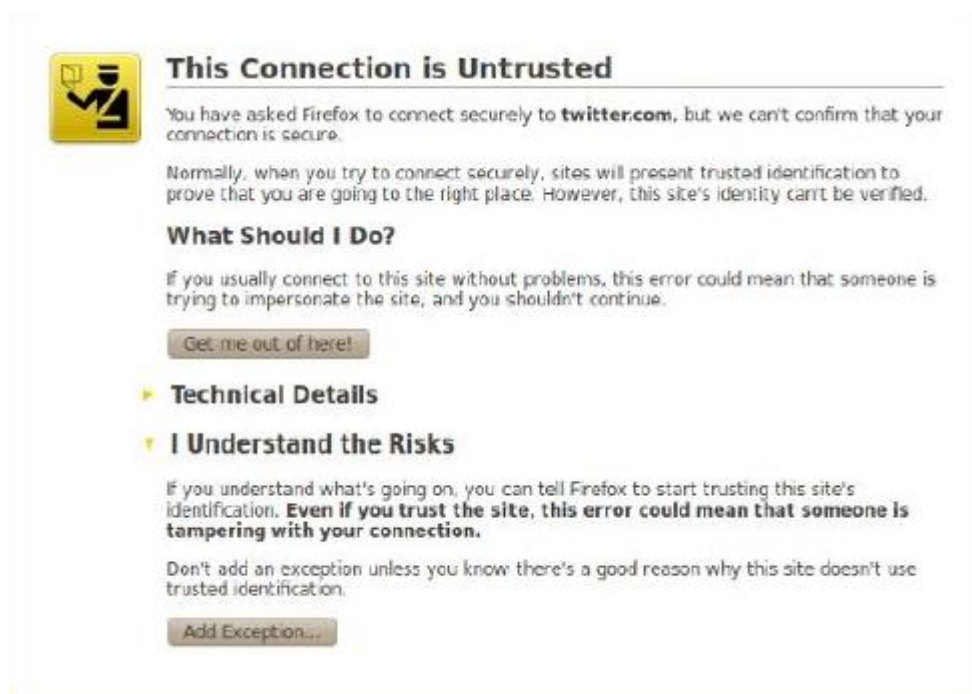 This Connection is Untrusted
You have asked Firefox to connect securely to twitter.com, but we can't confirm that your
connection is secure.
Normally, when you try to connect securely, sites will present trusted identification to
prove that you are going to the right place. However, this site's identity can't be verified.
What Should I Do?
If you usually connect to this site without problems, this error could mean that someone is
trying to impersonate the site, and you shouldn't continue.
Get me out of here!
Technical Details
I Understand the Risks
If you understand what's going on, you can tell Firefox to start trusting this site's
identification. Even if you trust the site, this error could mean that someone is
tampering with your connection.
Don't add an exception unless you know there's a good reason why this site doesn't use
trusted identification.
Add Exception...